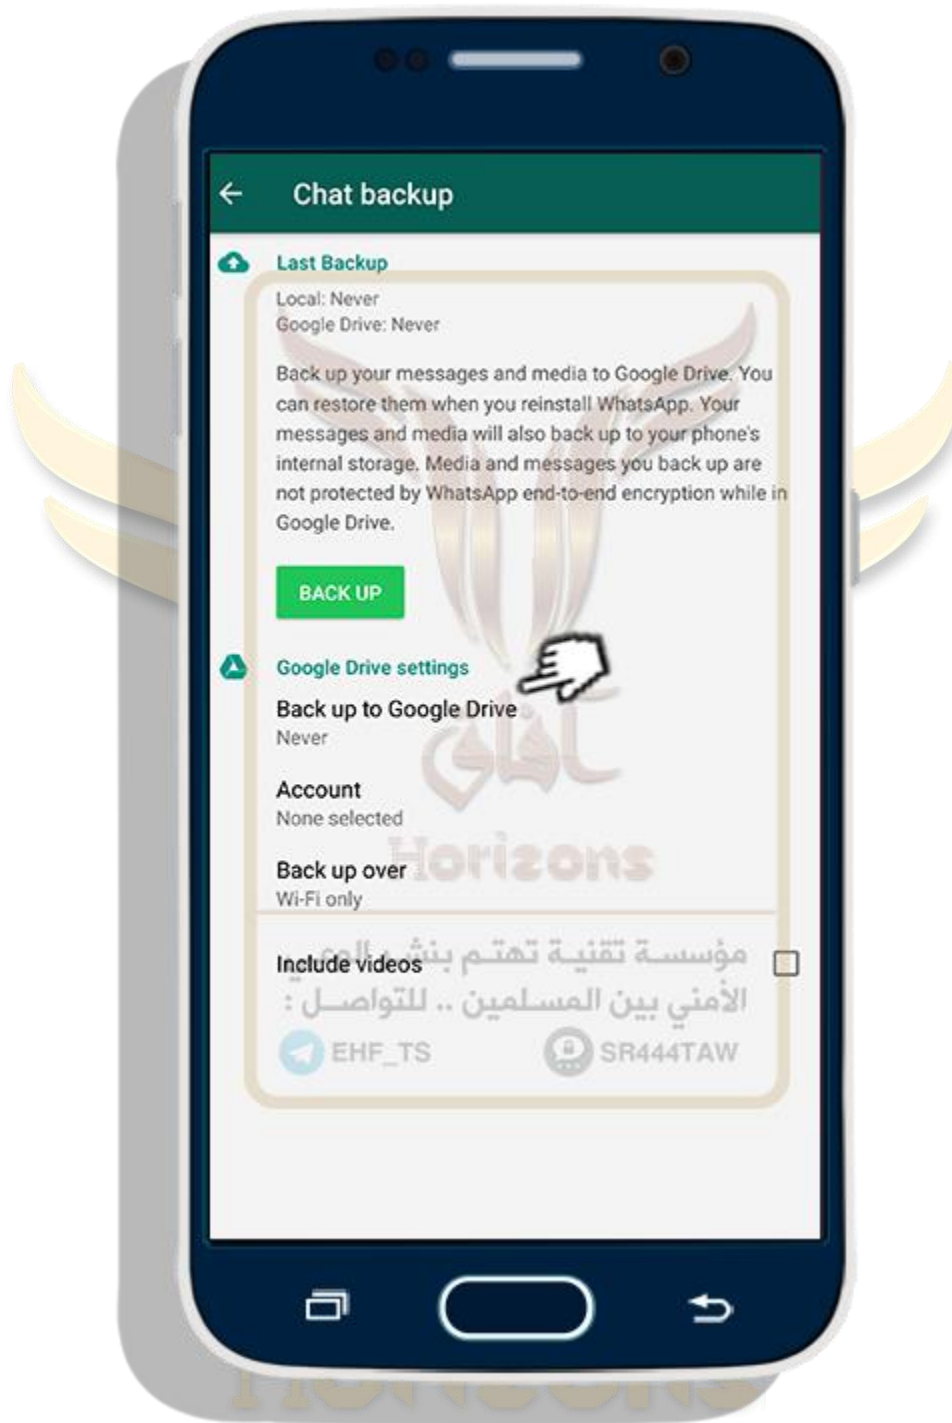 Chat backup
Last Backup
Local: Never
Google Drive: Never
Back up your messages and media to Google Drive. You
can restore them when you reinstall WhatsApp. Your
messages and media will also back up to your phone's
internal storage. Media and messages you back up are
not protected by WhatsApp end-to-end encryption while in
Google Drive.
BACK UP
Google Drive settings
Back up to Google Drive
Never
آفاق
Account
None selected
Horizons
Back up over
Wi-Fi only
مؤسسة تقنية تهتم بنشر الوعي
Include videos
الأمني بين المسلمين .. للتواصل :
EHF_TS
SR444TAW
Horizons